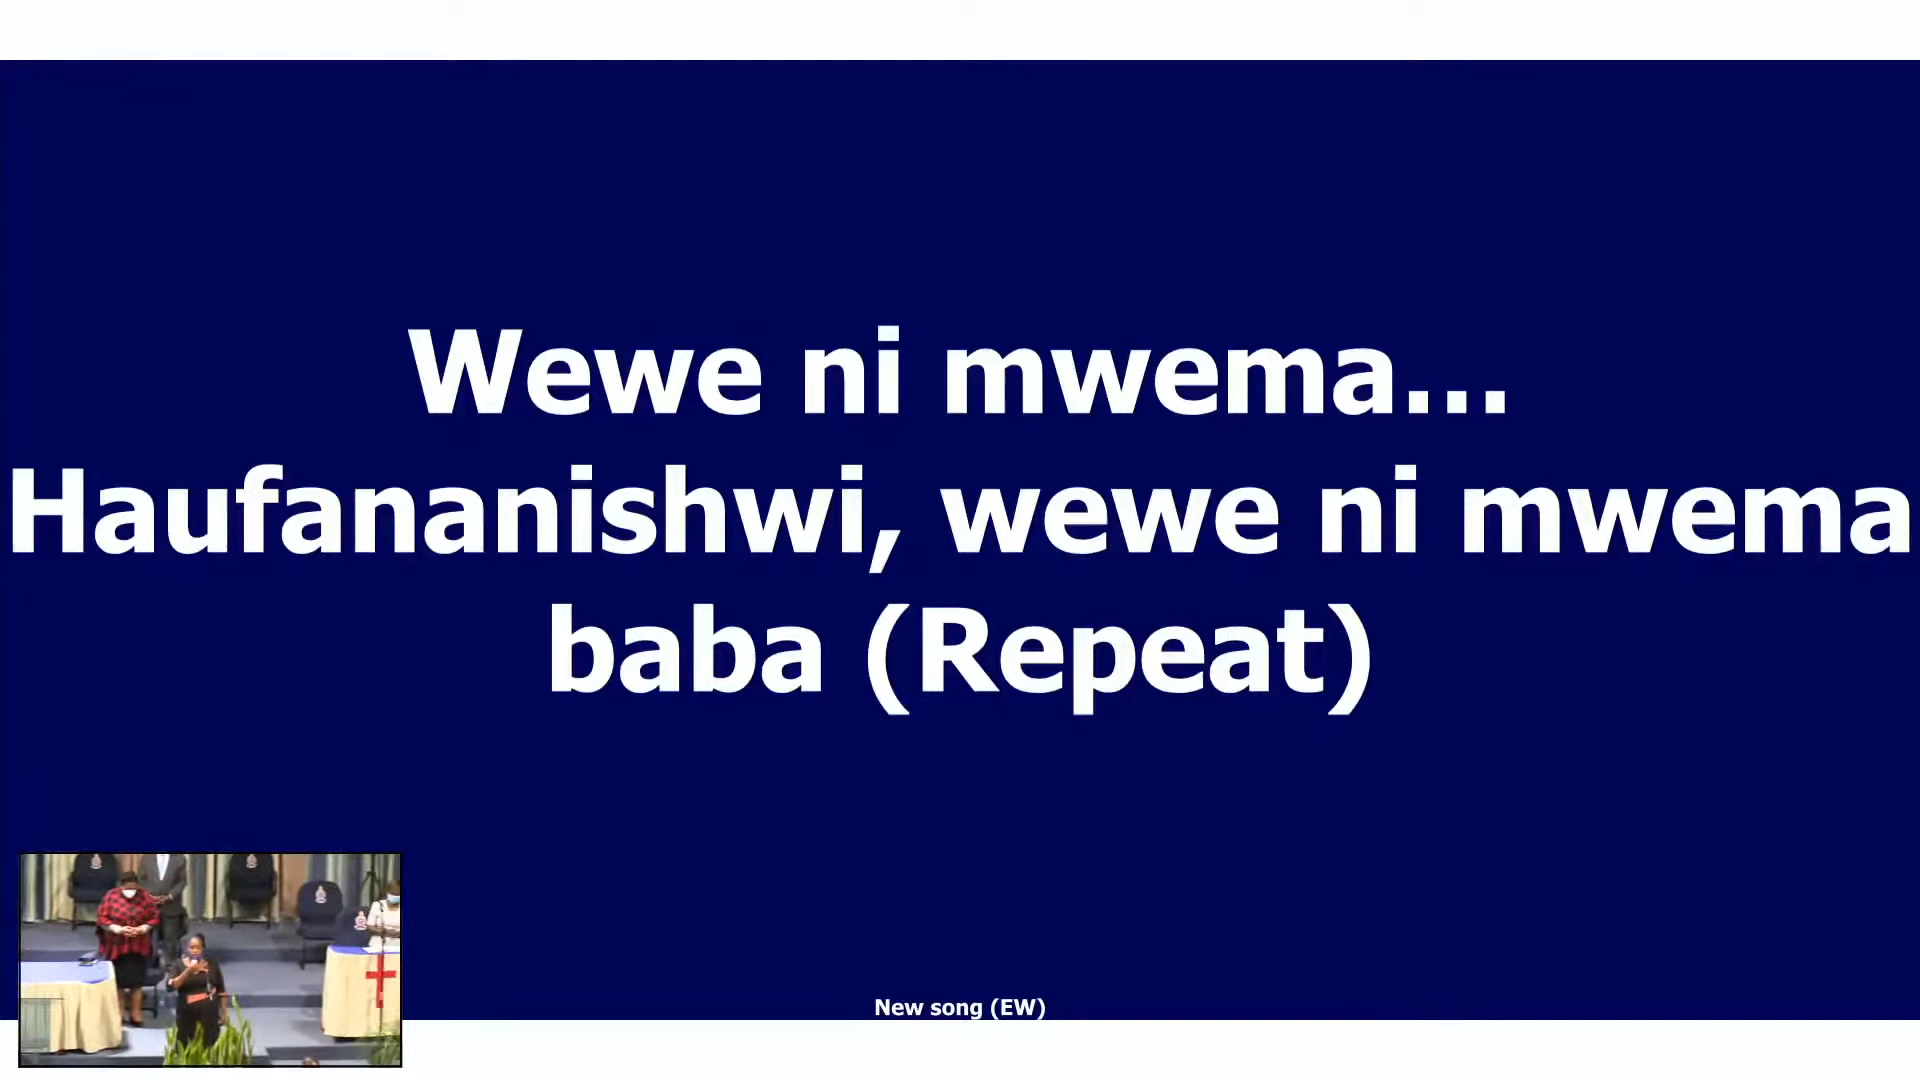 Wewe ni mwema...
Haufananishwi, wewe ni mwema
baba (Repeat)
New song (EW)